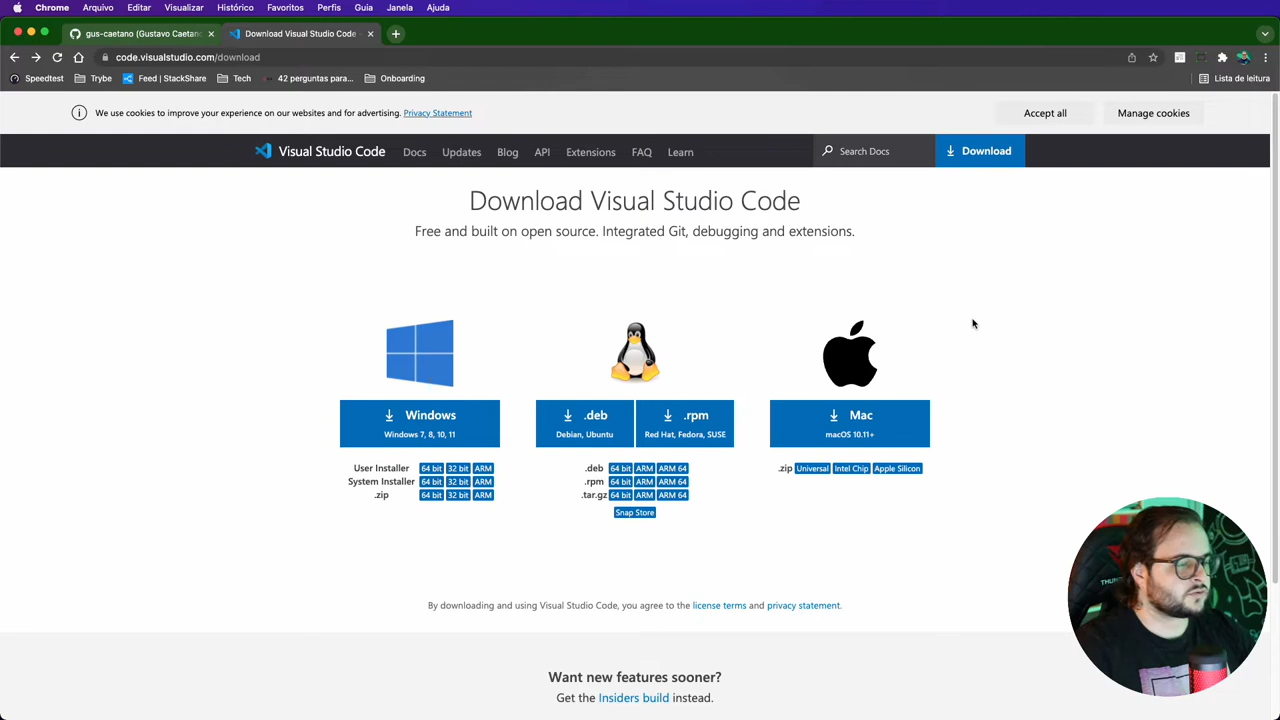 Chrome Arquivo Editar Visualizar Histórico Favoritos Perfis Guia Janela Ajuda
gus-caetano (Gustavo Caetano
Download Visual Studio Code -
code.visualstudio.com/download
Speedtest Trybe Feed | StackShare Tech 42 perguntas para... Onboarding Lista de leitura
We use cookies to improve your experience on our websites and for advertising. Privacy Statement
Accept all
Manage cookies
Visual Studio Code Docs Updates Blog API Extensions FAQ Learn Search Docs Download
Download Visual Studio Code
Free and built on open source. Integrated Git, debugging and extensions.
Windows
Windows 7, 8, 10, 11
User Installer 64 bit 32 bit ARM
System Installer 64 bit 32 bit ARM
.zip 64 bit 32 bit ARM
.deb
Debian, Ubuntu
.rpm
Red Hat, Fedora, SUSE
.deb 64 bit ARM ARM 64
.rpm 64 bit ARM ARM 64
.tar.gz 64 bit ARM ARM 64
Snap Store
Mac
macOS 10.11+
.zip Universal Intel Chip Apple Silicon
By downloading and using Visual Studio Code, you agree to the license terms and privacy statement.
Want new features sooner?
Get the Insiders build instead.